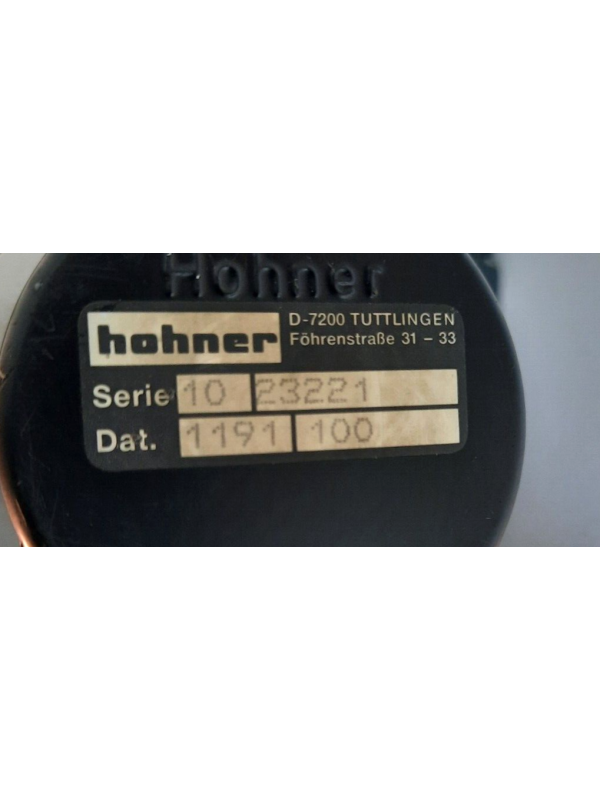 Hohner
hohner
D-7200 TUTTLINGEN
Föhrenstraße 31 – 33
Serie 10 23221
Dat. 1191 100